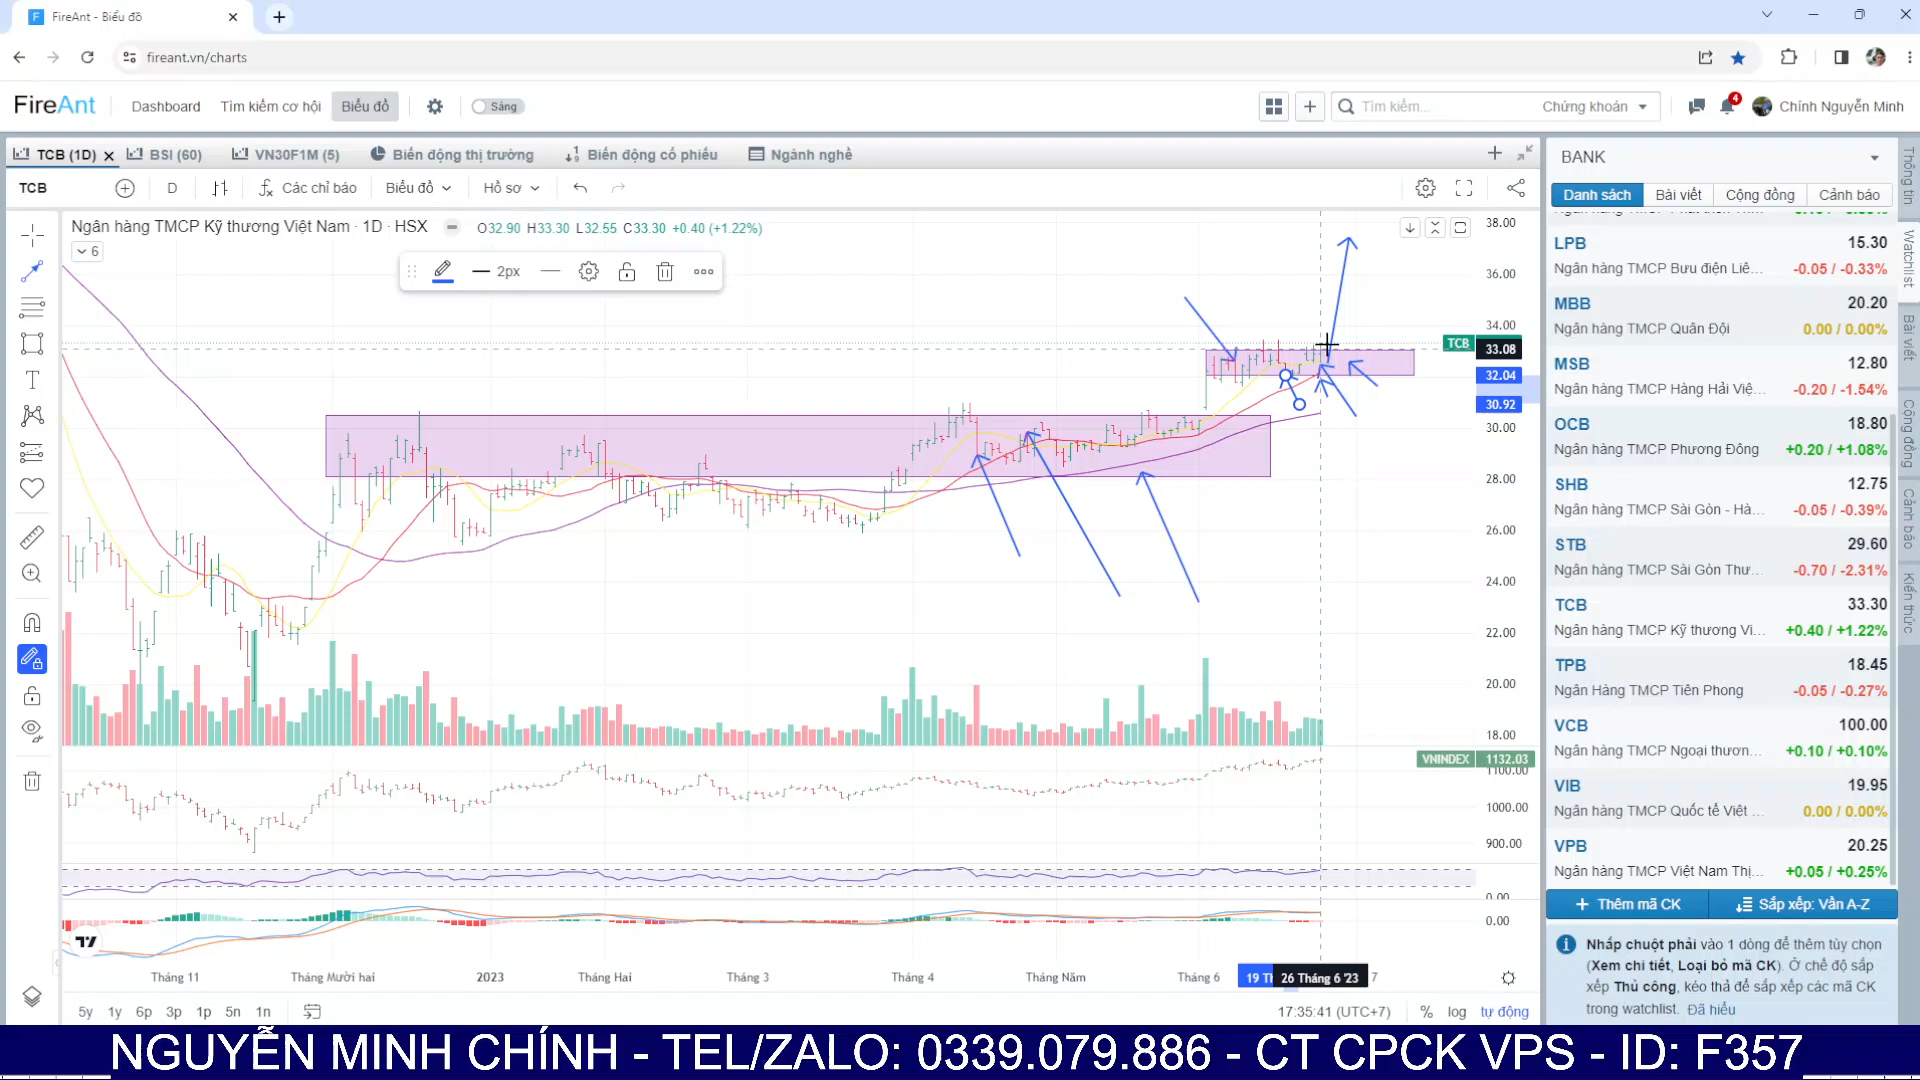 FireAnt - Biểu đồ
fireant.vn/charts
FireAnt
Dashboard
Tìm kiếm cơ hội
Biểu đồ
Sáng
Tìm kiếm...
Chứng khoán
4
Chính Nguyễn Minh
TCB (1D)
BSI (60)
VN30F1M (5)
Biến động thị trường
Biến động cổ phiếu
Ngành nghề
TCB
D
Các chỉ báo
Biểu đồ
Hồ sơ
Ngân hàng TMCP Kỹ thương Việt Nam · 1D · HSX
O32.90 H33.30 L32.55 C33.30 +0.40 (+1.22%)
6
2px
38.00
36.00
34.00
TCB
33.08
32.04
30.92
30.00
28.00
26.00
24.00
22.00
20.00
18.00
VNINDEX
1132.03
1100.00
1000.00
900.00
0.00
0.00
Tháng 11
Tháng Mười hai
2023
Tháng Hai
Tháng 3
Tháng 4
Tháng Năm
Tháng 6
26 Tháng 6 '23
7
5y
1y
6p
3p
1p
5n
1n
17:35:41 (UTC+7)
%
log
tự động
BANK
Danh sách
Bài viết
Cộng đồng
Cảnh báo
LPB 15.30
Ngân hàng TMCP Bưu điện Liê... -0.05 / -0.33%
MBB 20.20
Ngân hàng TMCP Quân Đội 0.00 / 0.00%
MSB 12.80
Ngân hàng TMCP Hàng Hải Việ... -0.20 / -1.54%
OCB 18.80
Ngân hàng TMCP Phương Đông +0.20 / +1.08%
SHB 12.75
Ngân hàng TMCP Sài Gòn - Hà... -0.05 / -0.39%
STB 29.60
Ngân hàng TMCP Sài Gòn Thư... -0.70 / -2.31%
TCB 33.30
Ngân hàng TMCP Kỹ thương Vi... +0.40 / +1.22%
TPB 18.45
Ngân Hàng TMCP Tiên Phong -0.05 / -0.27%
VCB 100.00
Ngân hàng TMCP Ngoại thươn... +0.10 / +0.10%
VIB 19.95
Ngân hàng TMCP Quốc tế Việt ... 0.00 / 0.00%
VPB 20.25
Ngân hàng TMCP Việt Nam Thị... +0.05 / +0.25%
Thêm mã CK
Sắp xếp: Vần A-Z
Nhấp chuột phải vào 1 dòng để thêm tùy chọn
(Xem chi tiết, Loại bỏ mã CK). Ở chế độ sắp
xếp Thủ công, kéo thả để sắp xếp các mã CK
trong watchlist. Đã hiểu
Thông tin
Watchlist
Bài viết
Cộng đồng
Cảnh báo
Kiến thức
NGUYỄN MINH CHÍNH - TEL/ZALO: 0339.079.886 - CT CPCK VPS - ID: F357